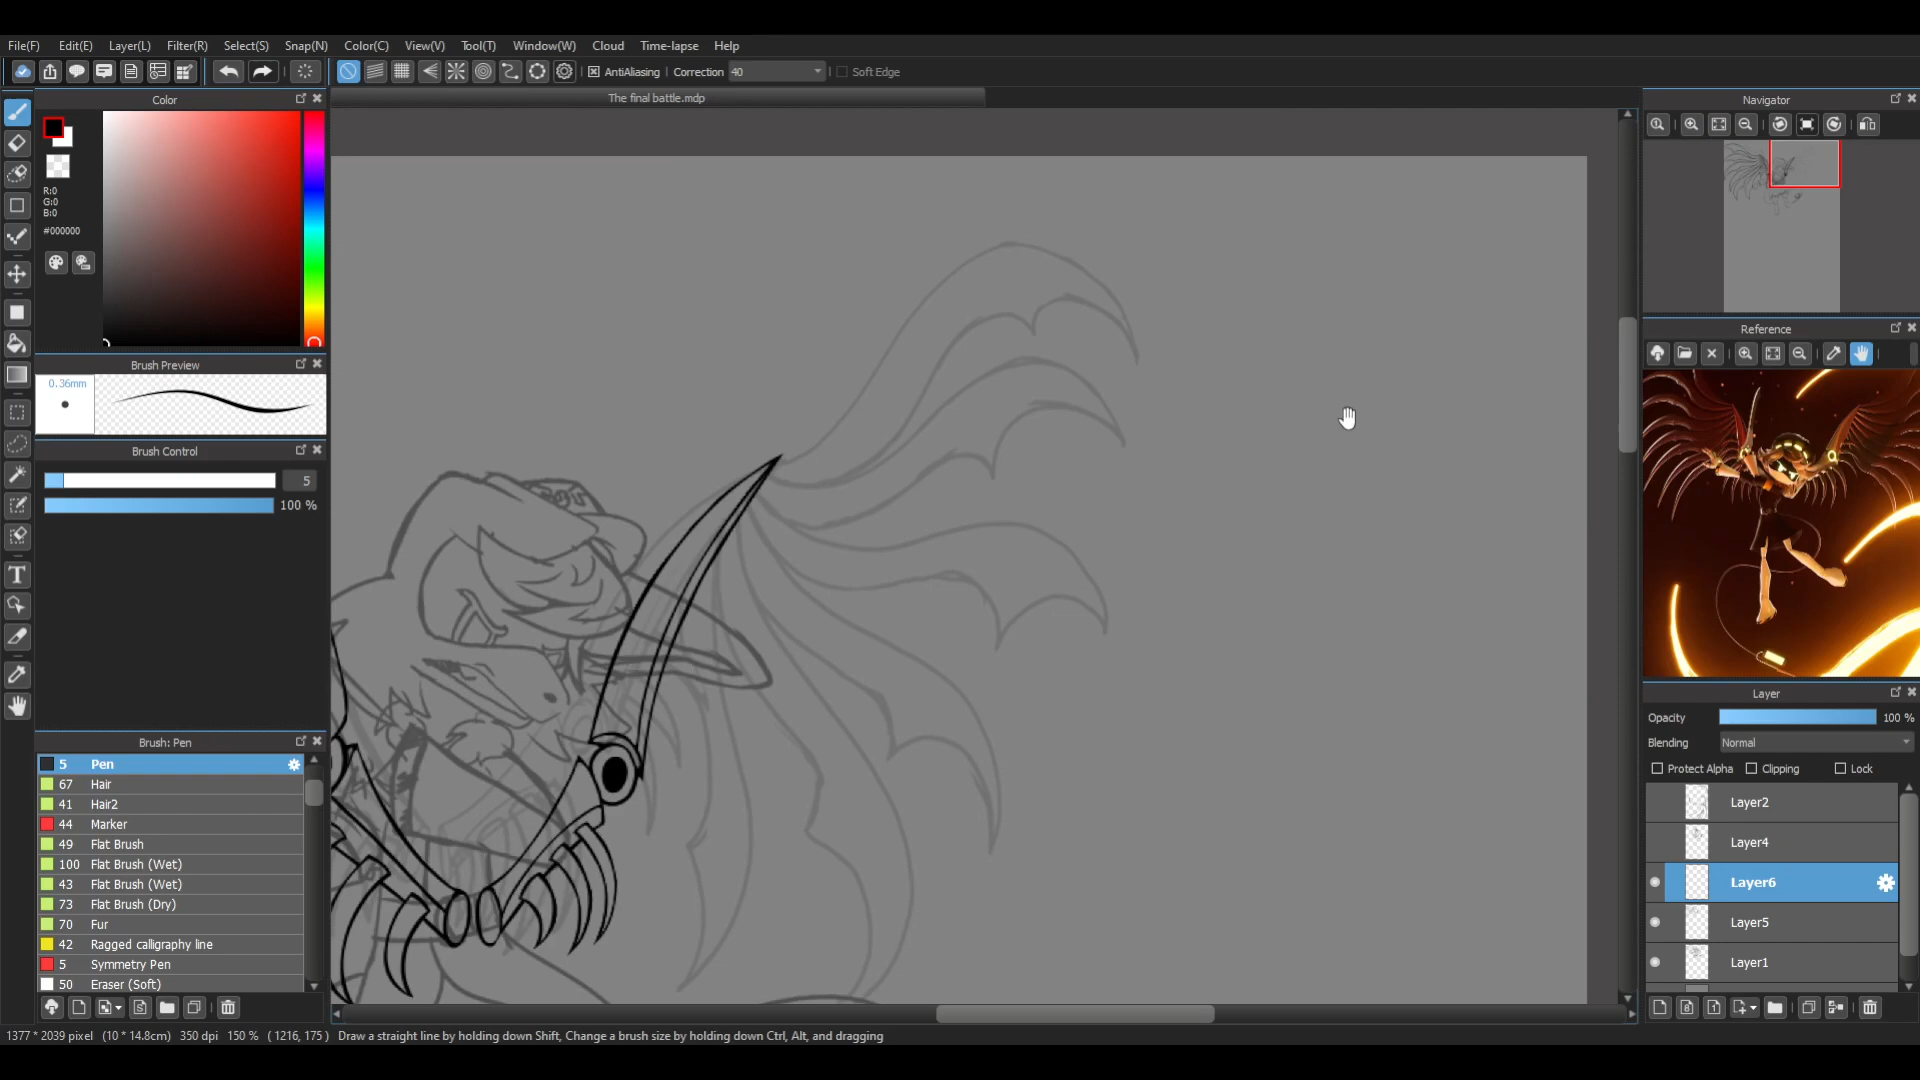 File(F) Edit(E) Layer(L) Filter(R) Select(S) Snap(N) Color(C) View(V) Tool(T) Window(W) Cloud Time-lapse Help
AntiAliasing Correction 40 Soft Edge
Color
The final battle.mdp
Navigator
R:0
G:0
B:0
#000000
Reference
Brush Preview
0.36mm
Brush Control
5
100 %
Layer
Opacity 100 %
Blending Normal
Protect Alpha Clipping Lock
Brush: Pen
5 Pen
67 Hair
41 Hair2
44 Marker
49 Flat Brush
100 Flat Brush (Wet)
43 Flat Brush (Wet)
73 Flat Brush (Dry)
70 Fur
42 Ragged calligraphy line
5 Symmetry Pen
50 Eraser (Soft)
Layer2
Layer4
Layer6
Layer5
Layer1
1377 * 2039 pixel (10 * 14.8cm) 350 dpi 150 % ( 1216, 175 ) Draw a straight line by holding down Shift, Change a brush size by holding down Ctrl, Alt, and dragging